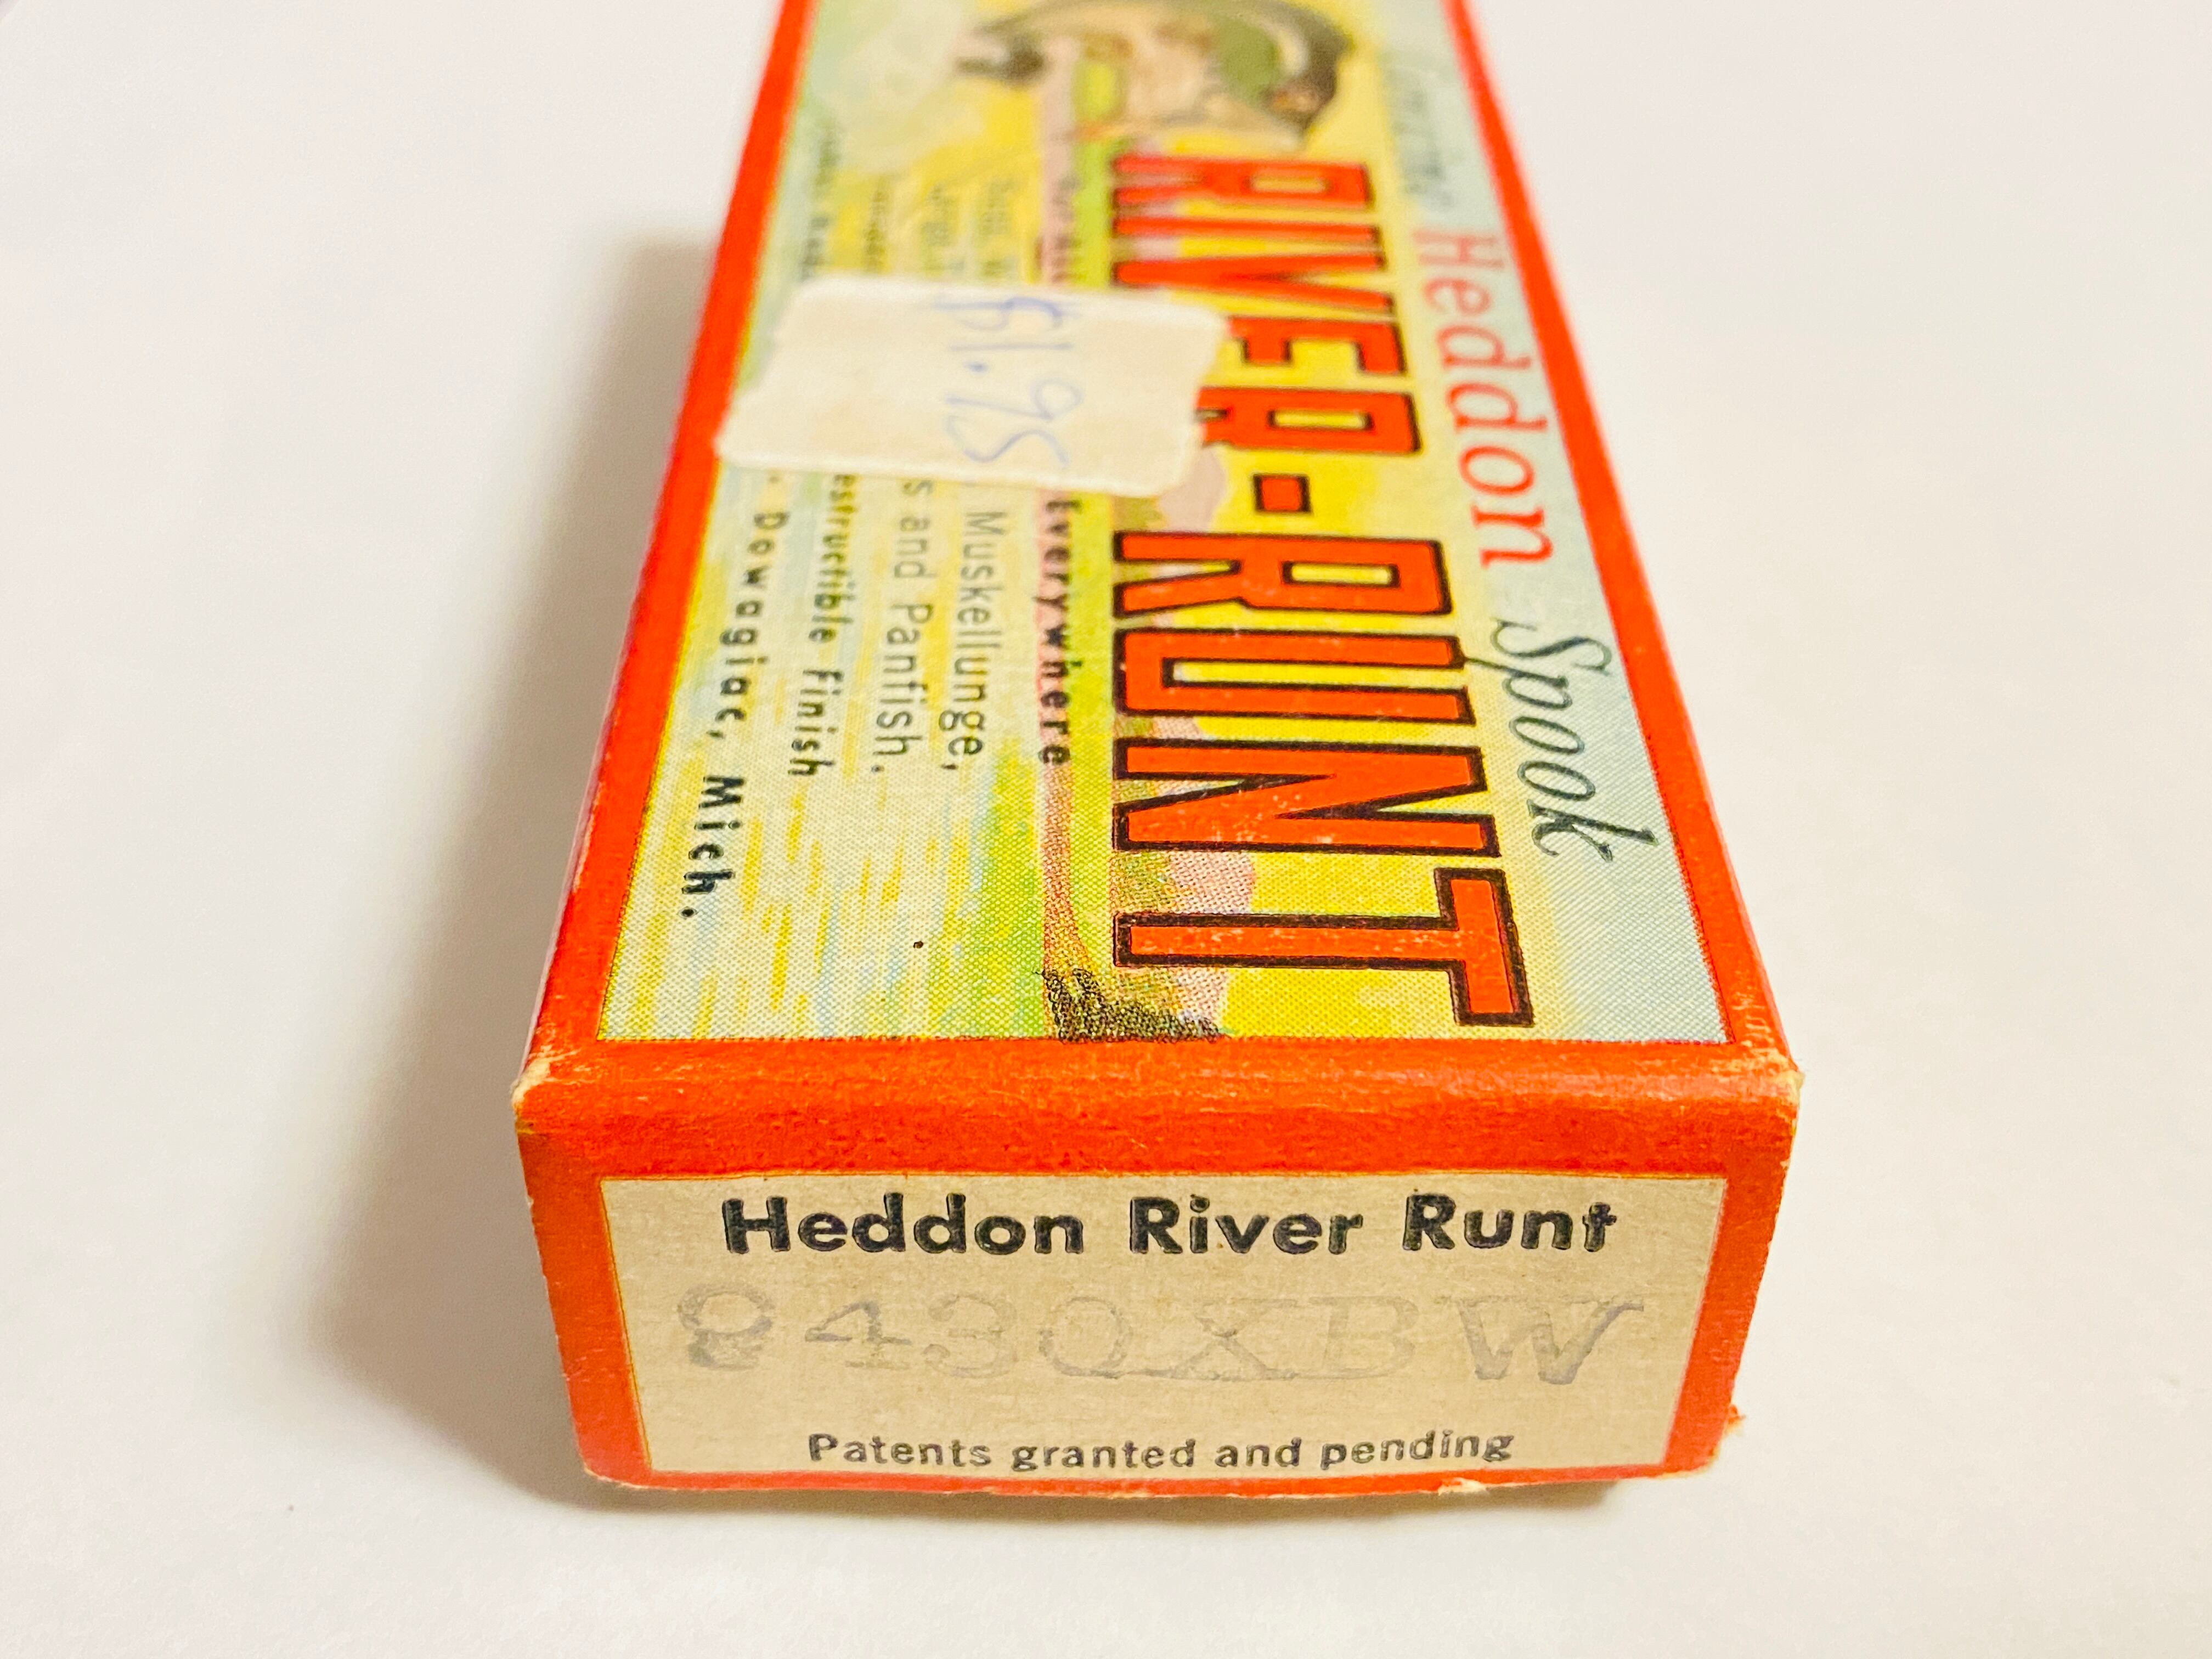 Heddon Spook
RIVER-RUNT
Everywhere
Muskellunge,
and Panfish.
Finish
Dowagiac, Mich.
$1.95
Heddon River Runt
9430XBW
Patents granted and pending